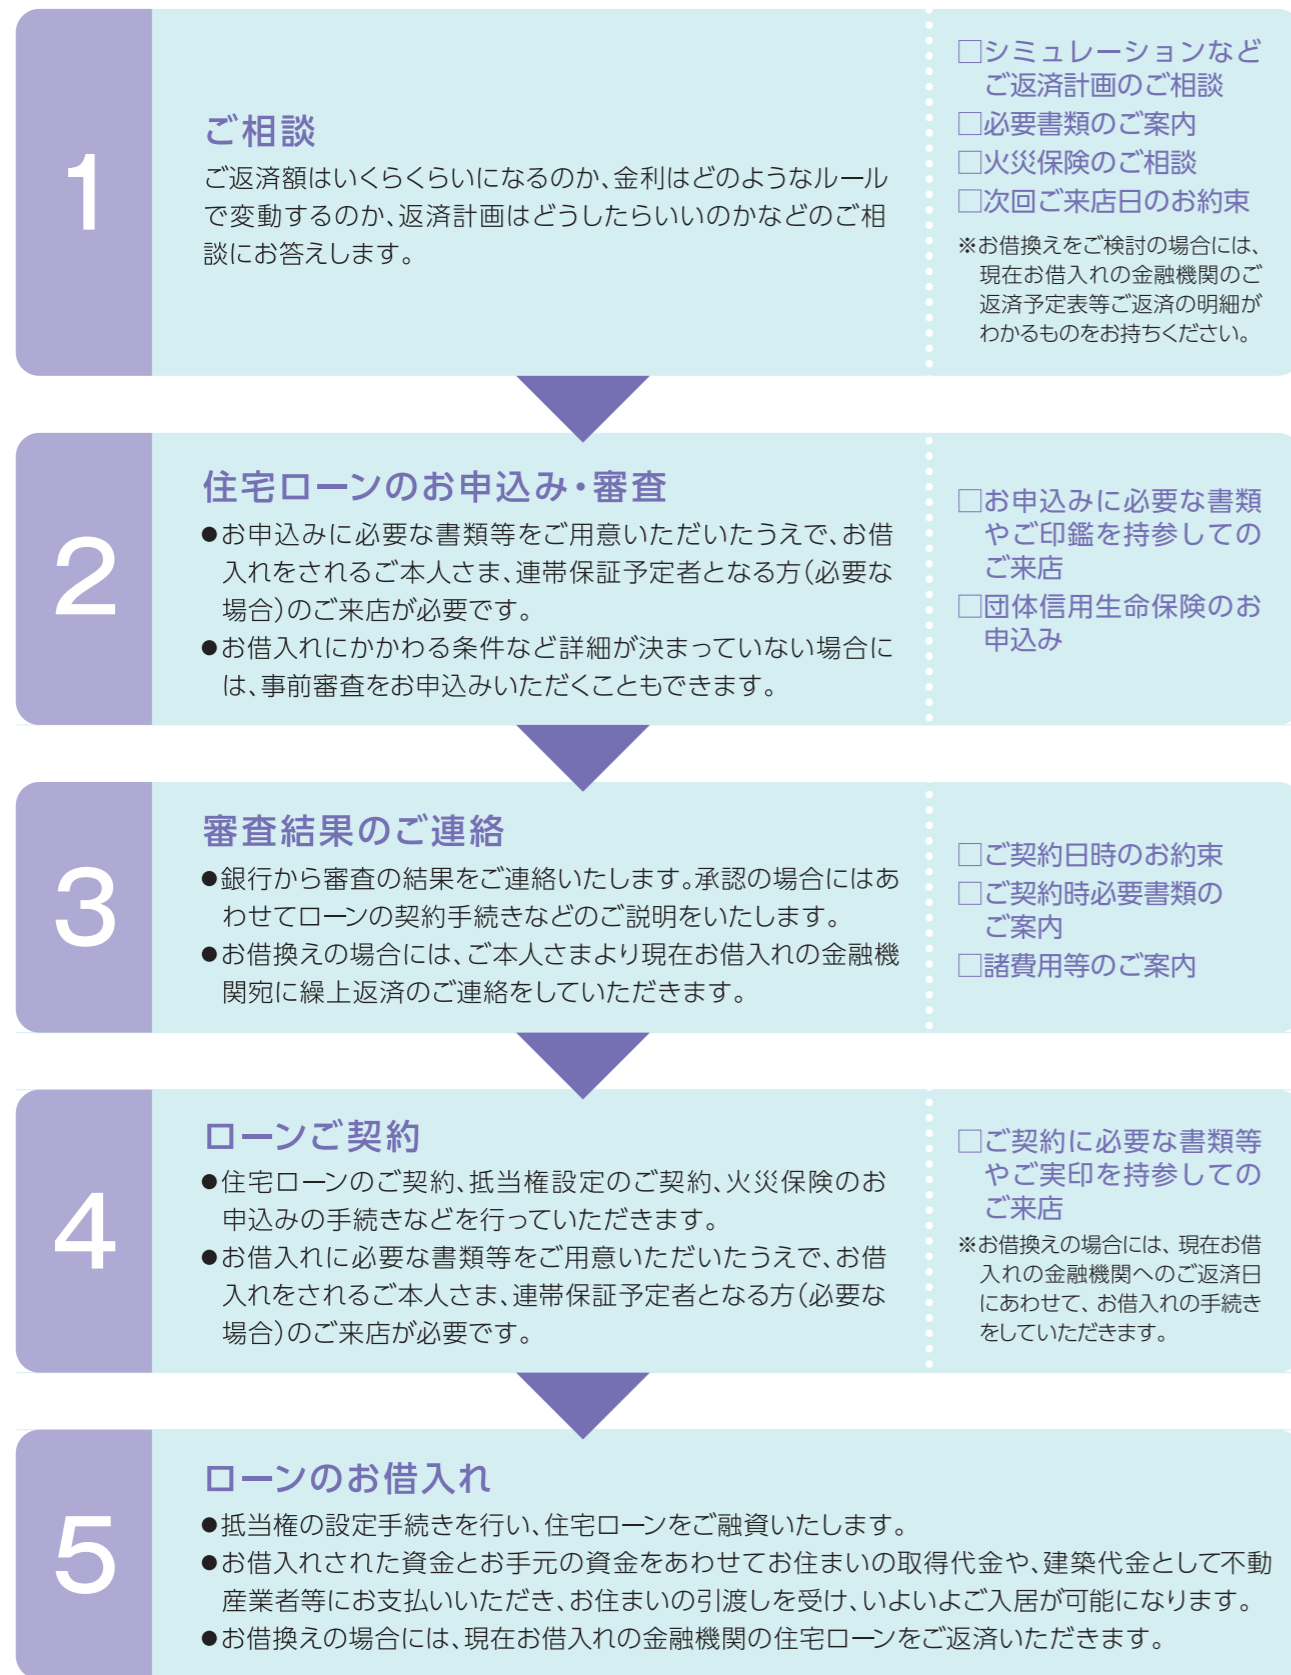 1
ご相談
ご返済額はいくらくらいになるのか、金利はどのようなルール
で変動するのか、返済計画はどうしたらいいのかなどのご相
談にお答えします。
□シミュレーションなど
ご返済計画のご相談
□必要書類のご案内
□火災保険のご相談
□次回ご来店日のお約束
※お借換えをご検討の場合には、
現在お借入れの金融機関のご
返済予定表等ご返済の明細が
わかるものをお持ちください。
2
住宅ローンのお申込み・審査
●お申込みに必要な書類等をご用意いただいたうえで、お借
入れをされるご本人さま、連帯保証予定者となる方（必要な
場合）のご来店が必要です。
●お借入れにかかわる条件など詳細が決まっていない場合に
は、事前審査をお申込みいただくこともできます。
□お申込みに必要な書類
やご印鑑を持参しての
ご来店
□団体信用生命保険のお
申込み
3
審査結果のご連絡
●銀行から審査の結果をご連絡いたします。承認の場合にはあ
わせてローンの契約手続きなどのご説明をいたします。
●お借換えの場合には、ご本人さまより現在お借入れの金融機
関宛に繰上返済のご連絡をしていただきます。
□ご契約日時のお約束
□ご契約時必要書類の
ご案内
□諸費用等のご案内
4
ローンご契約
●住宅ローンのご契約、抵当権設定のご契約、火災保険のお
申込みの手続きなどを行っていただきます。
●お借入れに必要な書類等をご用意いただいたうえで、お借
入れをされるご本人さま、連帯保証予定者となる方（必要な
場合）のご来店が必要です。
□ご契約に必要な書類等
やご実印を持参しての
ご来店
※お借換えの場合には、現在お借
入れの金融機関へのご返済日
にあわせて、お借入れの手続き
をしていただきます。
5
ローンのお借入れ
●抵当権の設定手続きを行い、住宅ローンをご融資いたします。
●お借入れされた資金とお手元の資金をあわせてお住まいの取得代金や、建築代金として不動
産業者等にお支払いいただき、お住まいの引渡しを受け、いよいよご入居が可能になります。
●お借換えの場合には、現在お借入れの金融機関の住宅ローンをご返済いただきます。